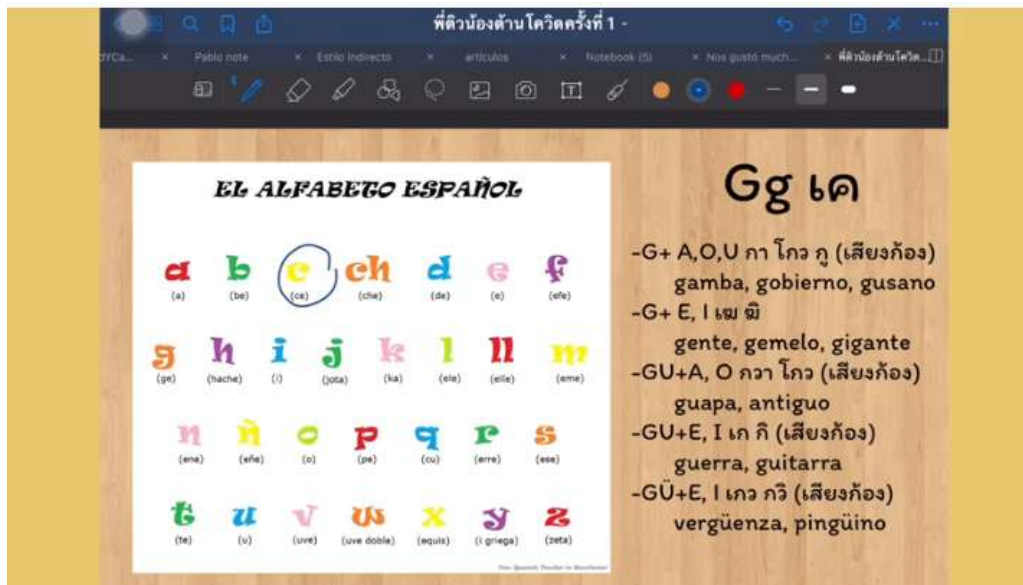 พี่ติวน้องต้านโควิดครั้งที่ 1 -
Pablo note
Estilo Indirecto
articulos
Notebook (5)
Nos gustó much...
พี่ติวน้องต้านโควิด...
EL ALFABETO ESPAÑOL
a b c ch d e f
(a) (be) (ce) (che) (de) (e) (efe)
g h i j k l ll m
(ge) (hache) (i) (jota) (ka) (ele) (elle) (eme)
n ñ o p q r s
(ene) (eñe) (o) (pe) (cu) (erre) (ese)
t u v w x y z
(te) (u) (uve) (uve doble) (equis) (i griega) (zeta)
Gg เค
-G+ A,O,U กา โกว กู (เสียงก้อง)
gamba, gobierno, gusano
-G+ E, I เฆ ฆิ
gente, gemelo, gigante
-GU+A, O กวา โกว (เสียงก้อง)
guapa, antiguo
-GU+E, I เก กิ (เสียงก้อง)
guerra, guitarra
-GÜ+E, I เกว กวิ (เสียงก้อง)
vergüenza, pingüino